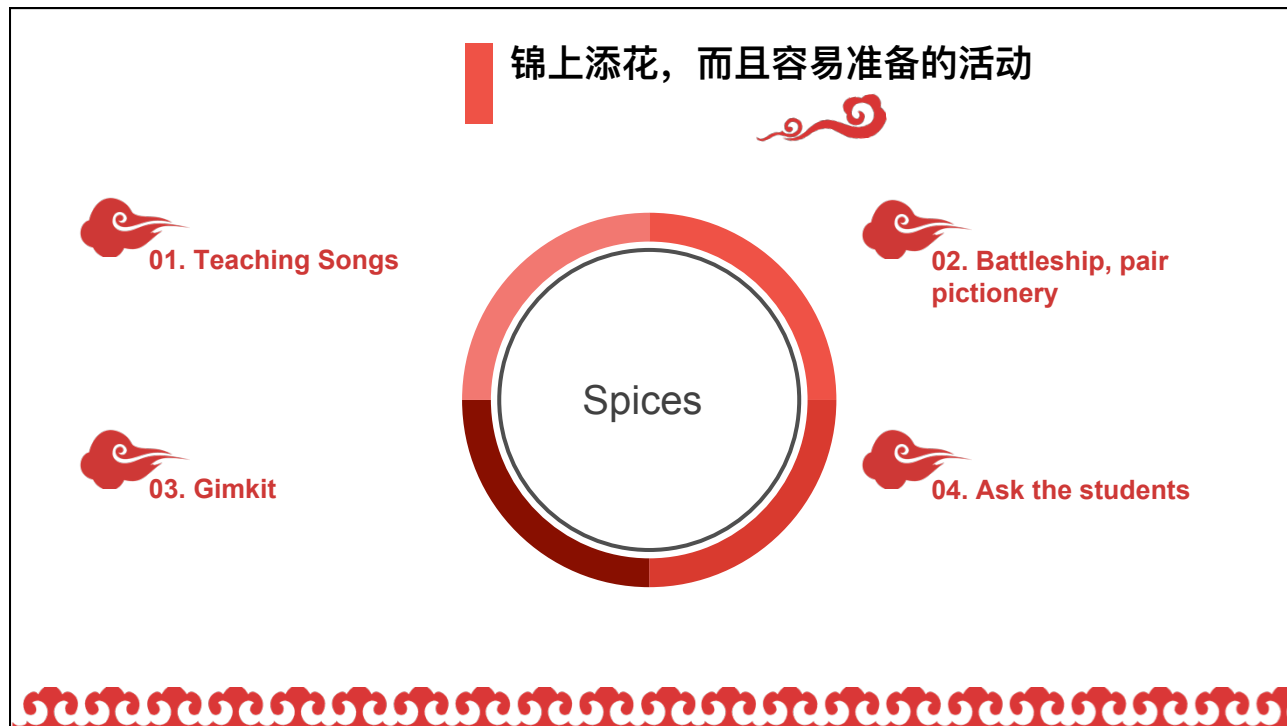 锦上添花，而且容易准备的活动
01. Teaching Songs
02. Battleship, pair
pictionery
Spices
03. Gimkit
04. Ask the students